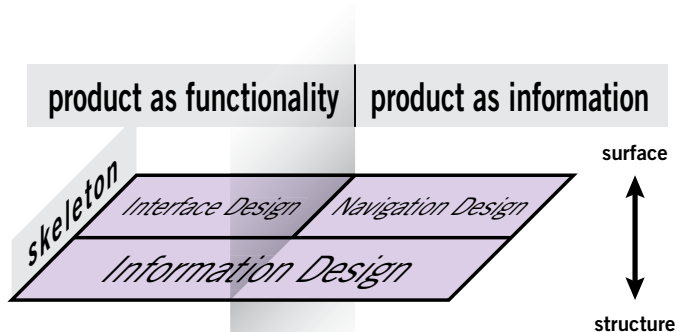 product as functionality
product as information
surface
skeleton
Interface Design
Navigation Design
Information Design
structure